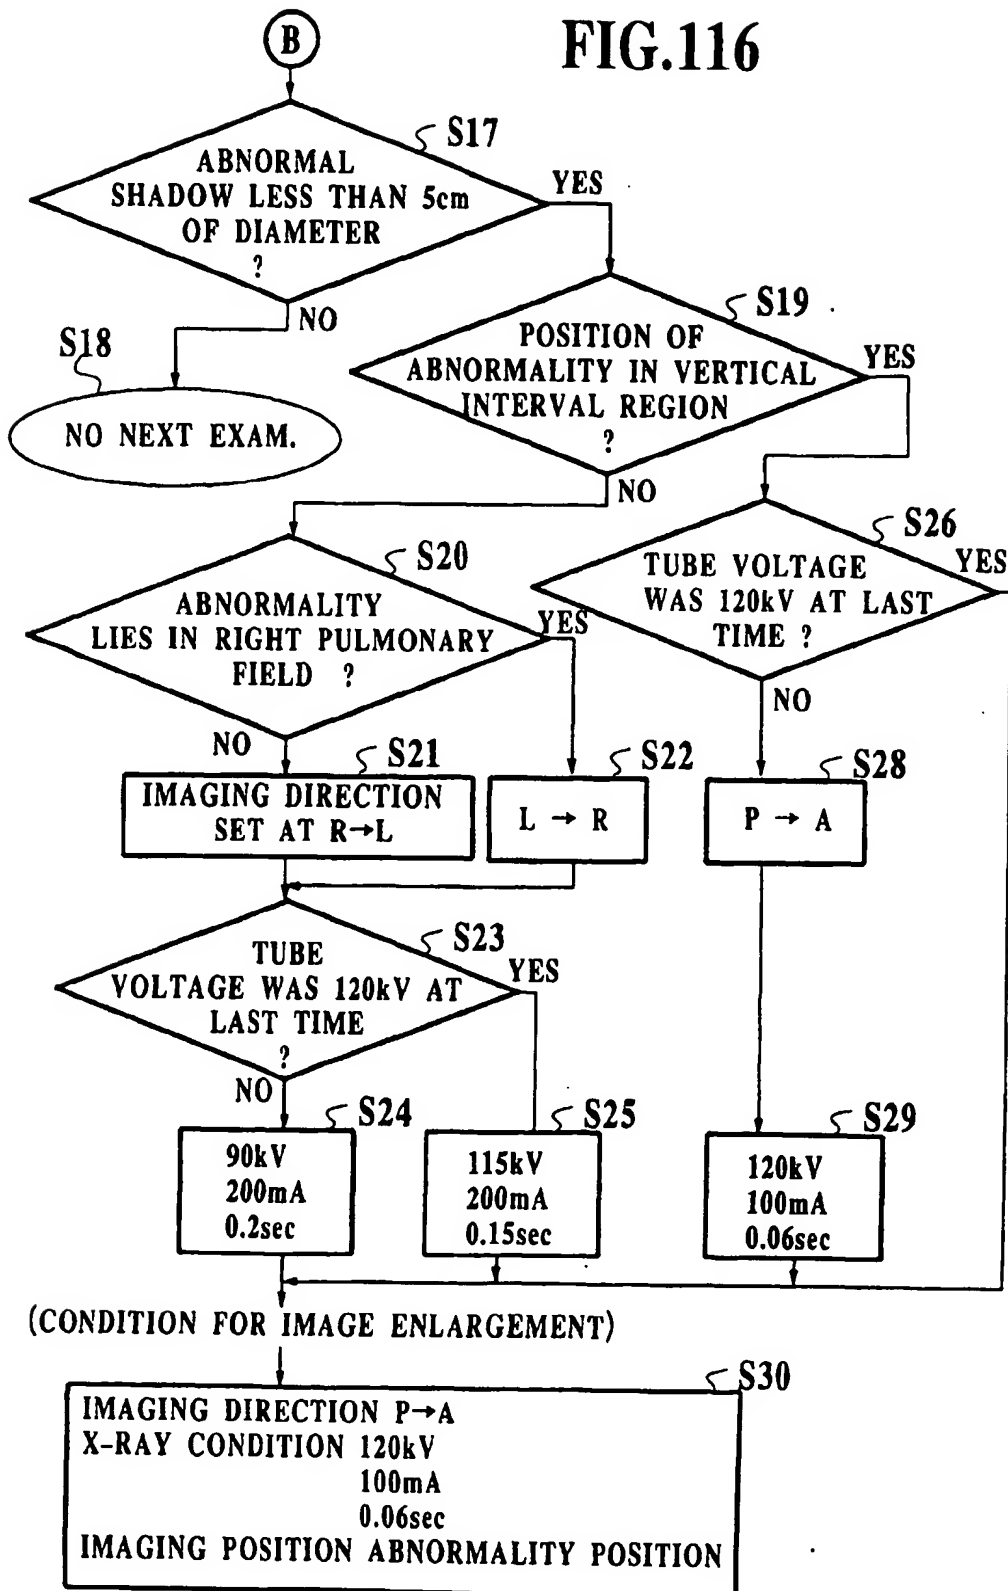 FIG.116
B
S17
ABNORMAL
SHADOW LESS THAN 5cm
OF DIAMETER
?
YES
NO
S18
NO NEXT EXAM.
S19
POSITION OF
ABNORMALITY IN VERTICAL
INTERVAL REGION
?
YES
NO
S20
ABNORMALITY
LIES IN RIGHT PULMONARY
FIELD ?
YES
NO
S26
TUBE VOLTAGE
WAS 120kV AT LAST
TIME ?
YES
NO
S21
IMAGING DIRECTION
SET AT R→L
S22
L → R
S28
P → A
S23
TUBE
VOLTAGE WAS 120kV AT
LAST TIME
?
YES
NO
S24
90kV
200mA
0.2sec
S25
115kV
200mA
0.15sec
S29
120kV
100mA
0.06sec
(CONDITION FOR IMAGE ENLARGEMENT)
S30
IMAGING DIRECTION P→A
X-RAY CONDITION 120kV
100mA
0.06sec
IMAGING POSITION ABNORMALITY POSITION